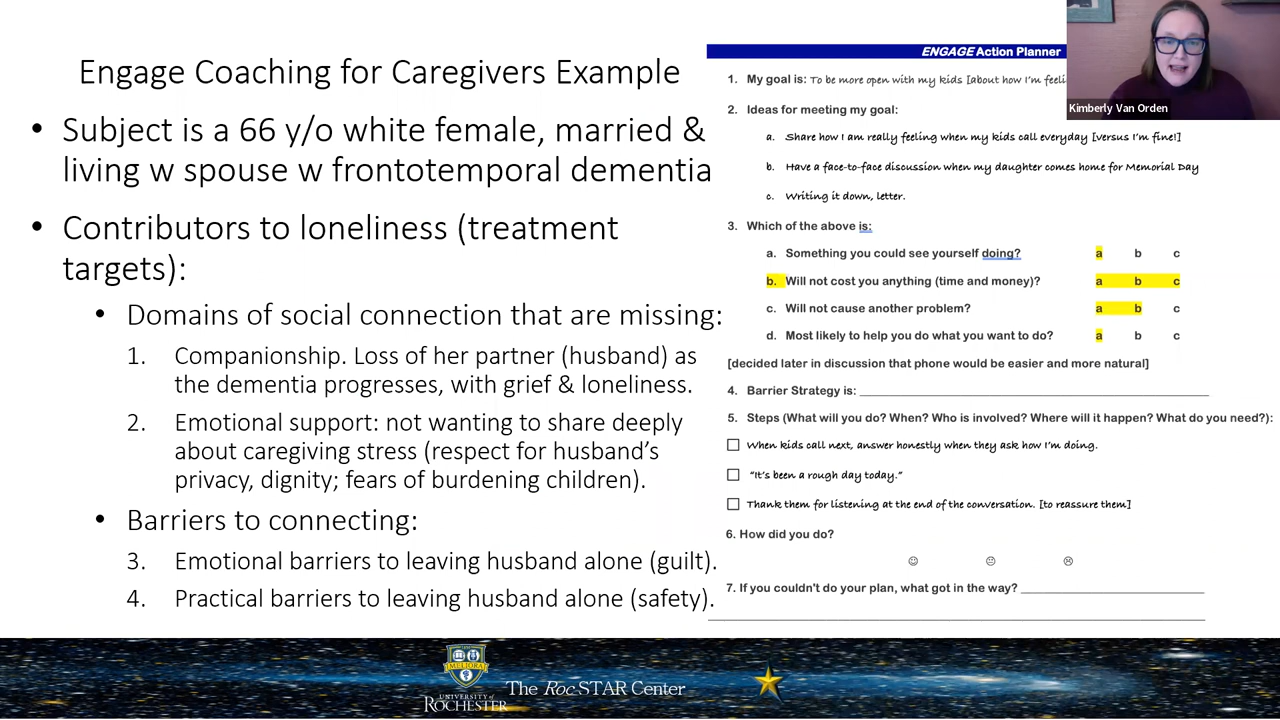 Engage Coaching for Caregivers Example
• Subject is a 66 y/o white female, married &
living w spouse w frontotemporal dementia
• Contributors to loneliness (treatment
targets):
• Domains of social connection that are missing:
1. Companionship. Loss of her partner (husband) as
the dementia progresses, with grief & loneliness.
2. Emotional support: not wanting to share deeply
about caregiving stress (respect for husband's
privacy, dignity; fears of burdening children).
• Barriers to connecting:
3. Emotional barriers to leaving husband alone (guilt).
4. Practical barriers to leaving husband alone (safety).
ENGAGE Action Planner
1. My goal is: To be more open with my kids [about how I'm
2. Ideas for meeting my goal:
a. Share how I am really feeling when my kids call everyday [versus I'm fine!]
b. Have a face-to-face discussion when my daughter comes home for Memorial Day
c. Writing it down, letter.
3. Which of the above is:
a. Something you could see yourself doing? a b c
b. Will not cost you anything (time and money)? a b c
c. Will not cause another problem? a b c
d. Most likely to help you do what you want to do? a b c
[decided later in discussion that phone would be easier and more natural]
4. Barrier Strategy is:
5. Steps (What will you do? When? Who is involved? Where will it happen? What do you need?):
☐ When kids call next, answer honestly when they ask how I'm doing.
☐ "It's been a rough day today."
☐ Thank them for listening at the end of the conversation. [to reassure them]
6. How did you do?
☺ 😐 ☹
7. If you couldn't do your plan, what got in the way?
Kimberly Van Orden
MELIORA
UNIVERSITY of
ROCHESTER
The RocSTAR Center